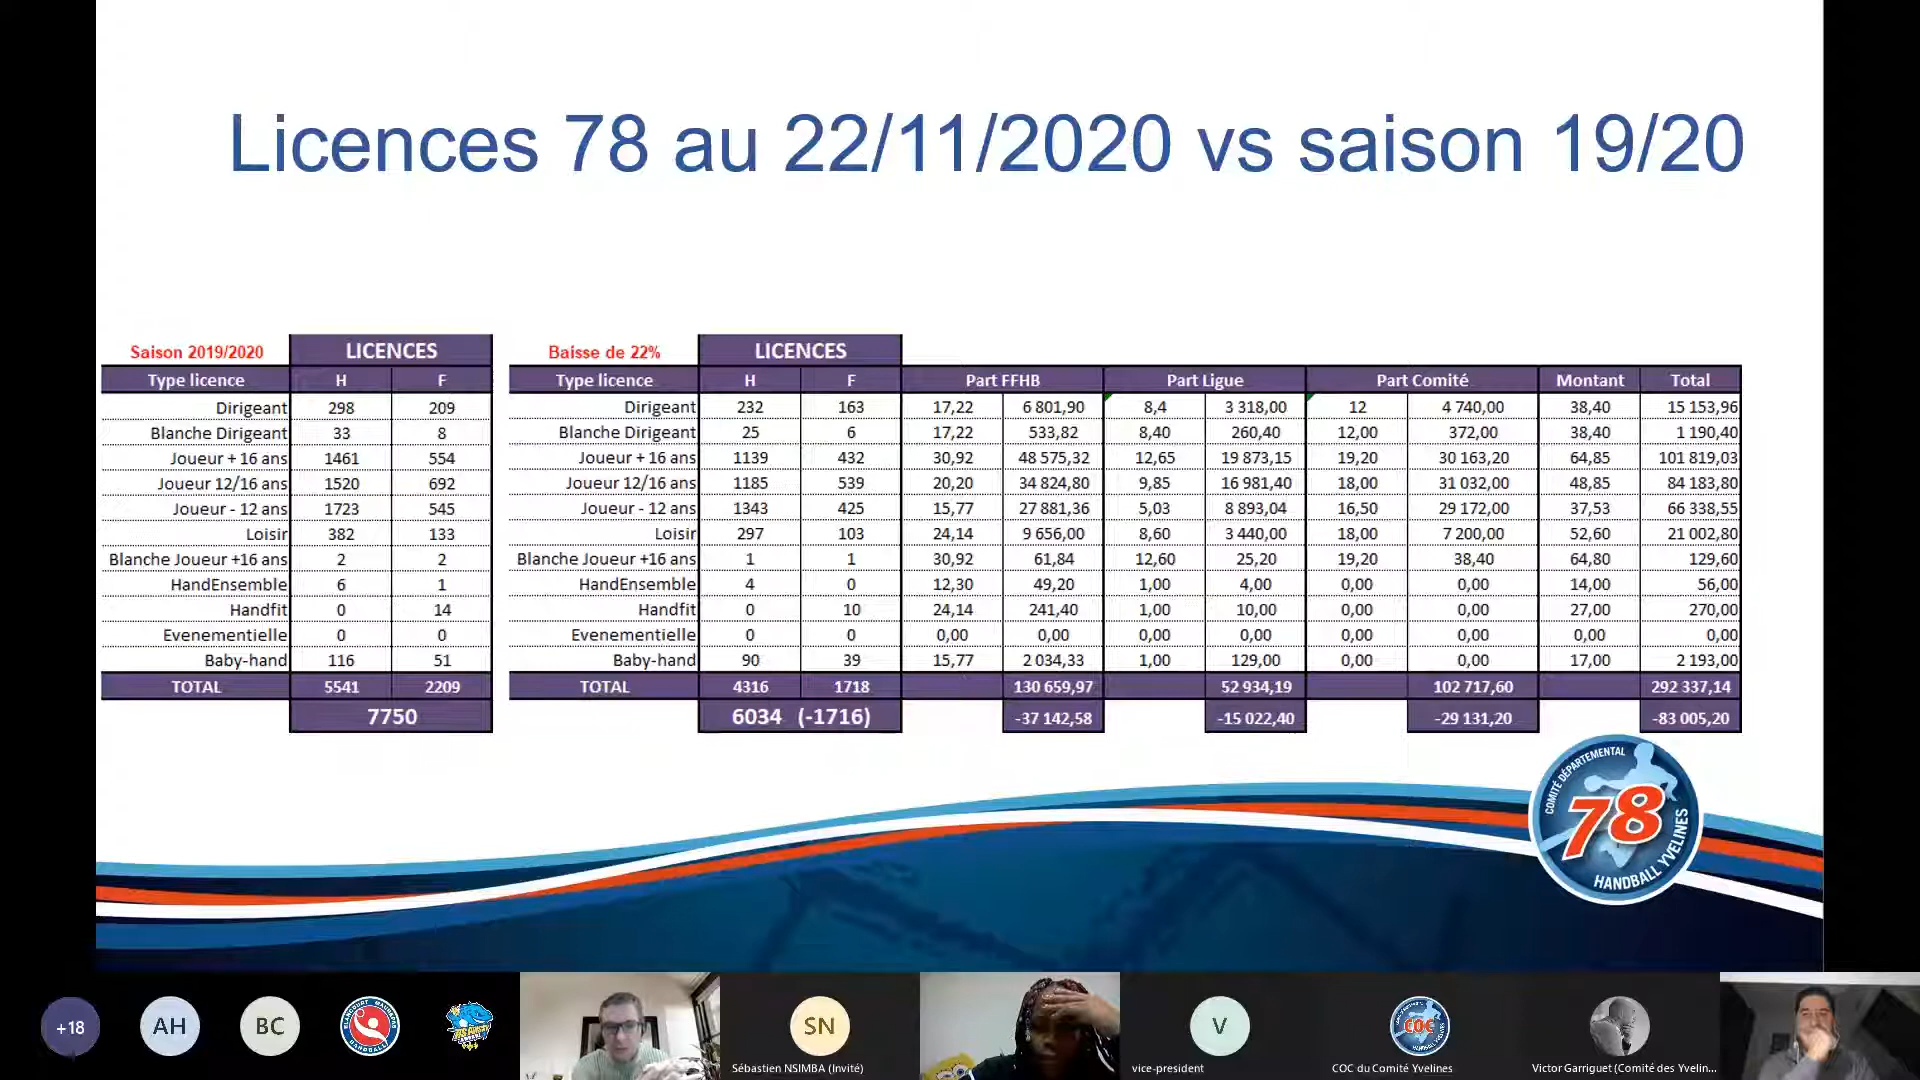 Licences 78 au 22/11/2020 vs saison 19/20
Saison 2019/2020 LICENCES
Type licence H F
Dirigeant 298 209
Blanche Dirigeant 33 8
Joueur + 16 ans 1461 554
Joueur 12/16 ans 1520 692
Joueur - 12 ans 1723 545
Loisir 382 133
Blanche Joueur +16 ans 2 2
HandEnsemble 6 1
Handfit 0 14
Evenementielle 0 0
Baby-hand 116 51
TOTAL 5541 2209
7750
Baisse de 22% LICENCES
Type licence H F Part FFHB Part Ligue Part Comité Montant Total
Dirigeant 232 163 17,22 6 801,90 8,4 3 318,00 12 4 740,00 38,40 15 153,96
Blanche Dirigeant 25 6 17,22 533,82 8,40 260,40 12,00 372,00 38,40 1 190,40
Joueur + 16 ans 1139 432 30,92 48 575,32 12,65 19 873,15 19,20 30 163,20 64,85 101 819,03
Joueur 12/16 ans 1185 539 20,20 34 824,80 9,85 16 981,40 18,00 31 032,00 48,85 84 183,80
Joueur - 12 ans 1343 425 15,77 27 881,36 5,03 8 893,04 16,50 29 172,00 37,53 66 338,55
Loisir 297 103 24,14 9 656,00 8,60 3 440,00 18,00 7 200,00 52,60 21 002,80
Blanche Joueur +16 ans 1 1 30,92 61,84 12,60 25,20 19,20 38,40 64,80 129,60
HandEnsemble 4 0 12,30 49,20 1,00 4,00 0,00 0,00 14,00 56,00
Handfit 0 10 24,14 241,40 1,00 10,00 0,00 0,00 27,00 270,00
Evenementielle 0 0 0,00 0,00 0,00 0,00 0,00 0,00 0,00 0,00
Baby-hand 90 39 15,77 2 034,33 1,00 129,00 0,00 0,00 17,00 2 193,00
TOTAL 4316 1718 130 659,97 52 934,19 102 717,60 292 337,14
6034 (-1716) -37 142,58 -15 022,40 -29 131,20 -83 005,20
COMITÉ DÉPARTEMENTAL
78
HANDBALL YVELINES
+18
AH
BC
HANDBALL
SN
Sébastien NSIMBA (Invité)
V
vice-president
COC
COC du Comité Yvelines
Victor Garriguet (Comité des Yvelin...